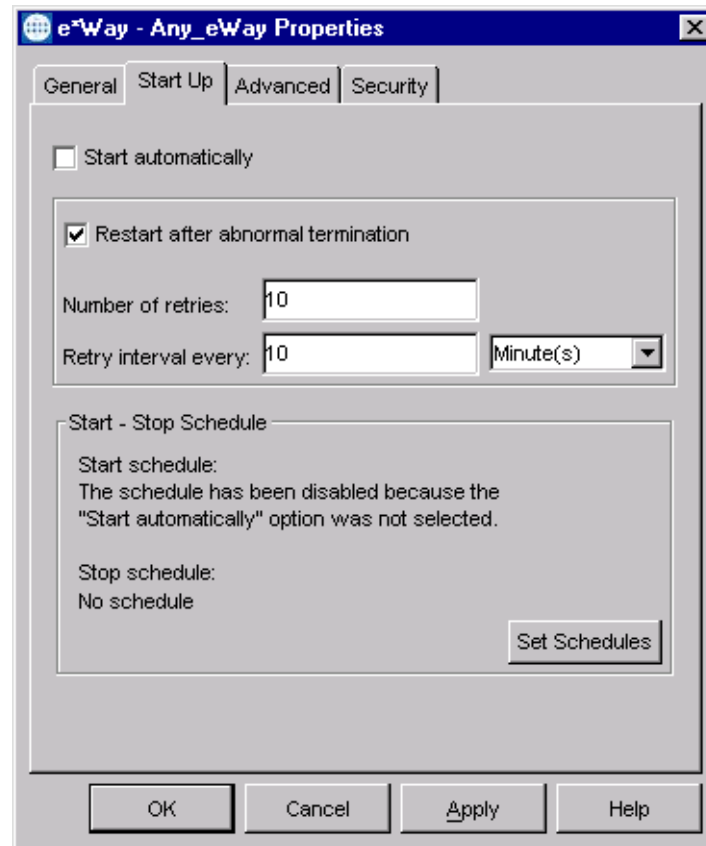 e*Way - Any_eWay Properties
General Start Up Advanced Security
Start automatically
Restart after abnormal termination
Number of retries: 10
Retry interval every: 10 Minute(s)
Start - Stop Schedule
Start schedule:
The schedule has been disabled because the
"Start automatically" option was not selected.
Stop schedule:
No schedule
Set Schedules
OK Cancel Apply Help